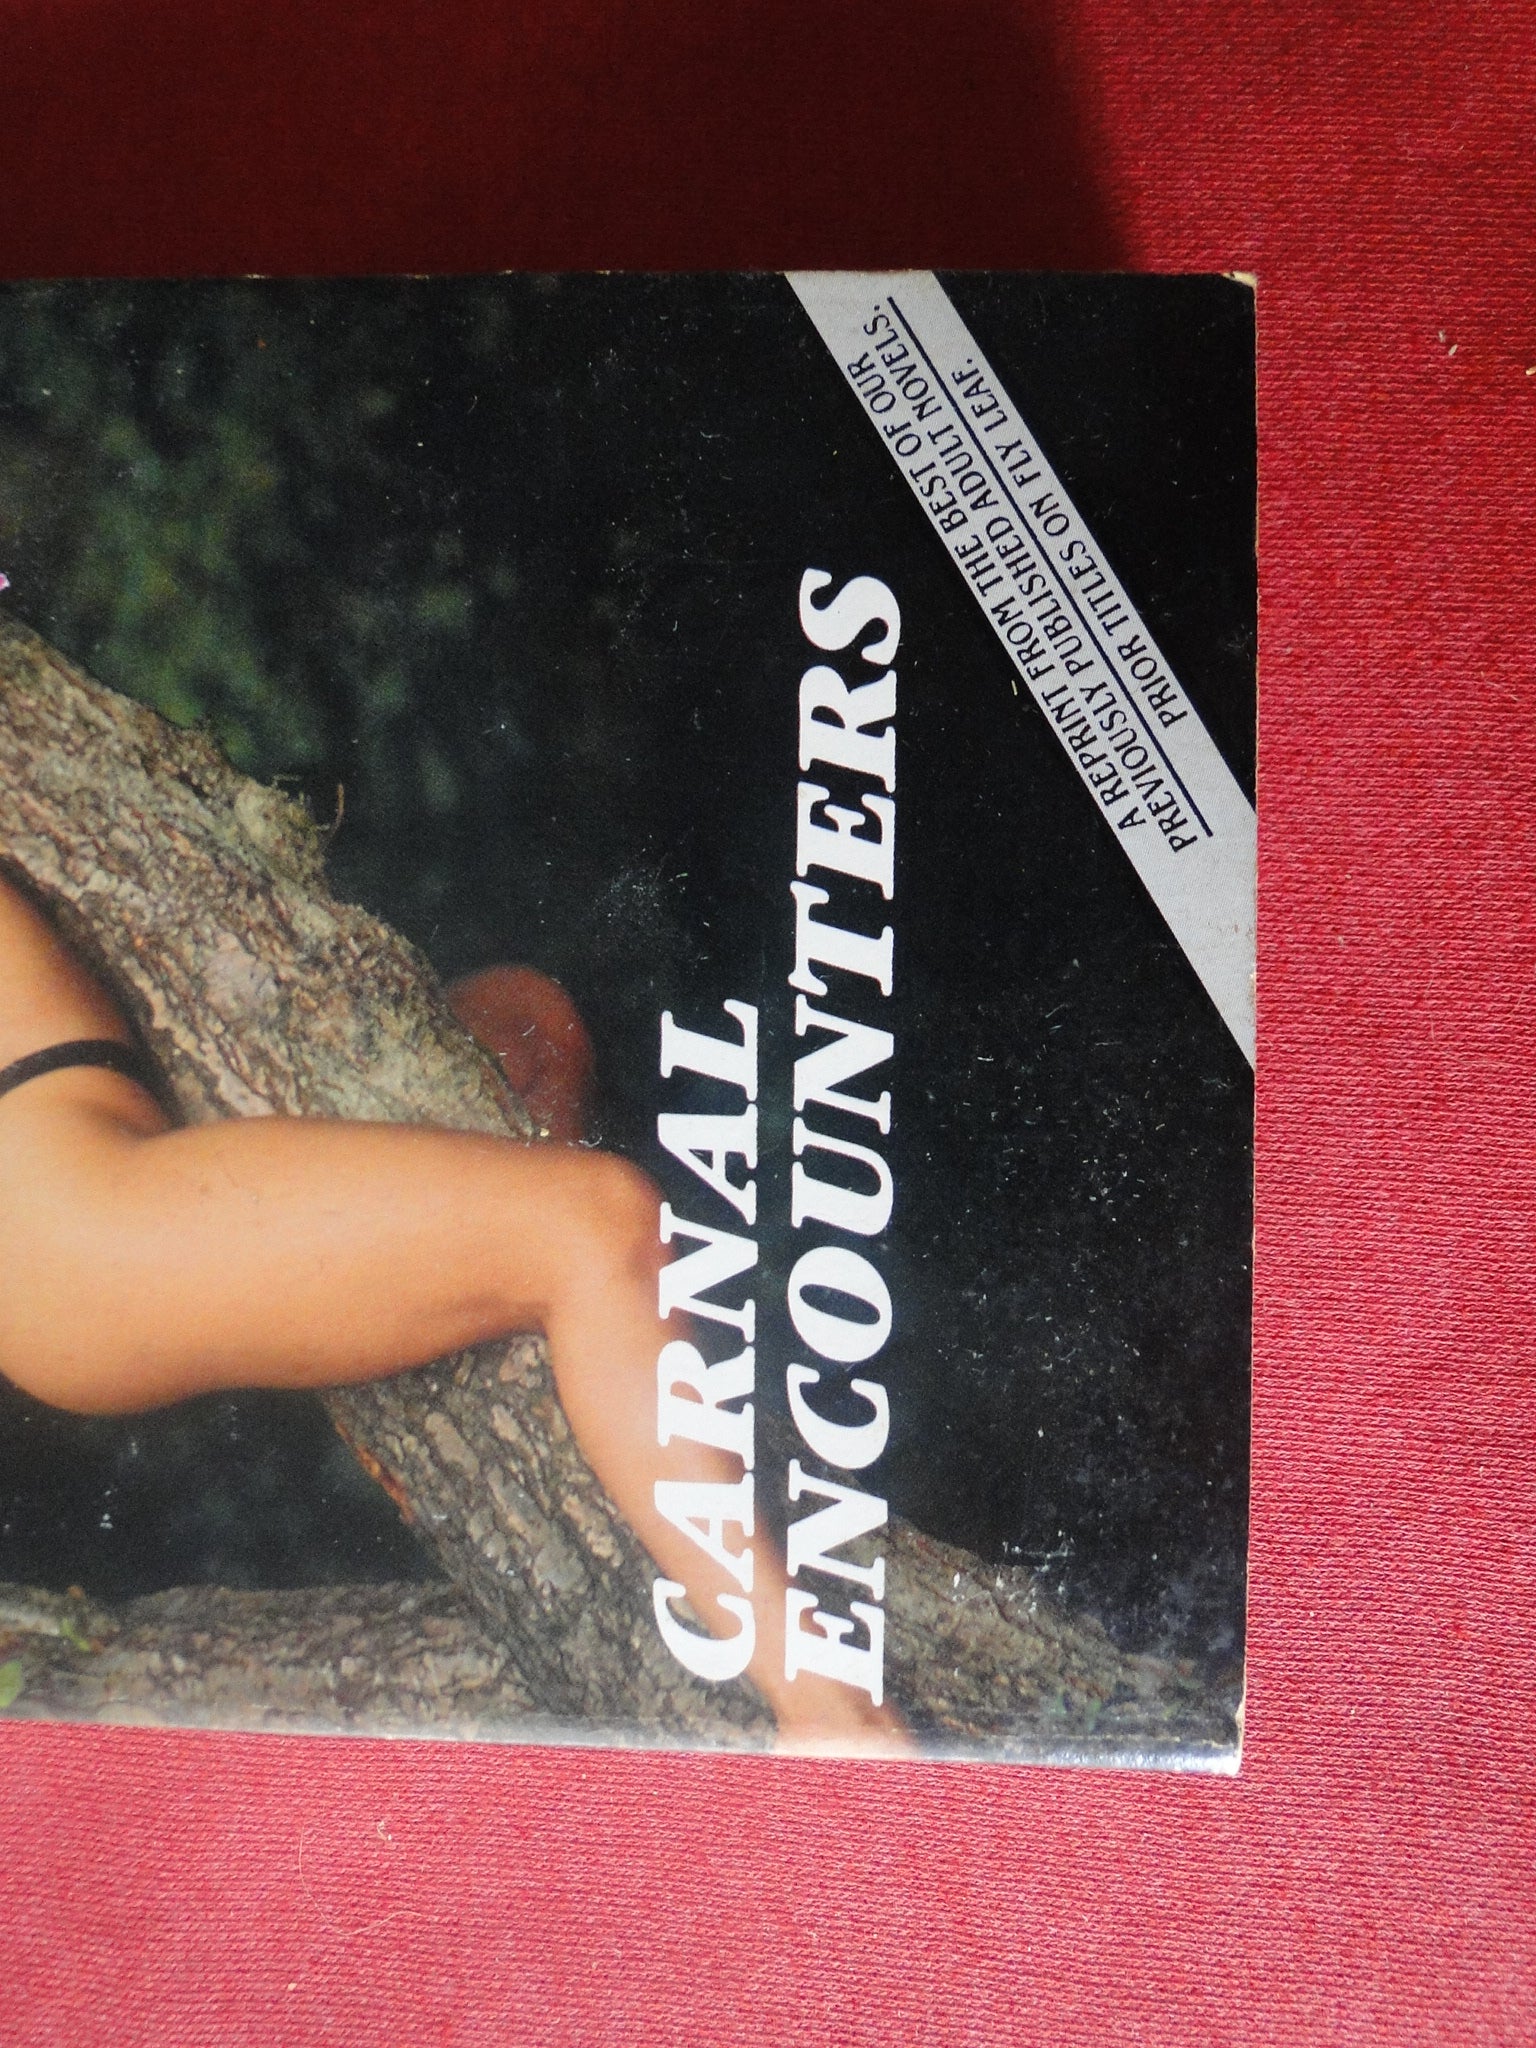 CARNAL
ENCOUNTERS
A REPRINT FROM THE BEST OF OUR
PREVIOUSLY PUBLISHED ADULT NOVELS.
PRIOR TITLES ON FLY LEAF.